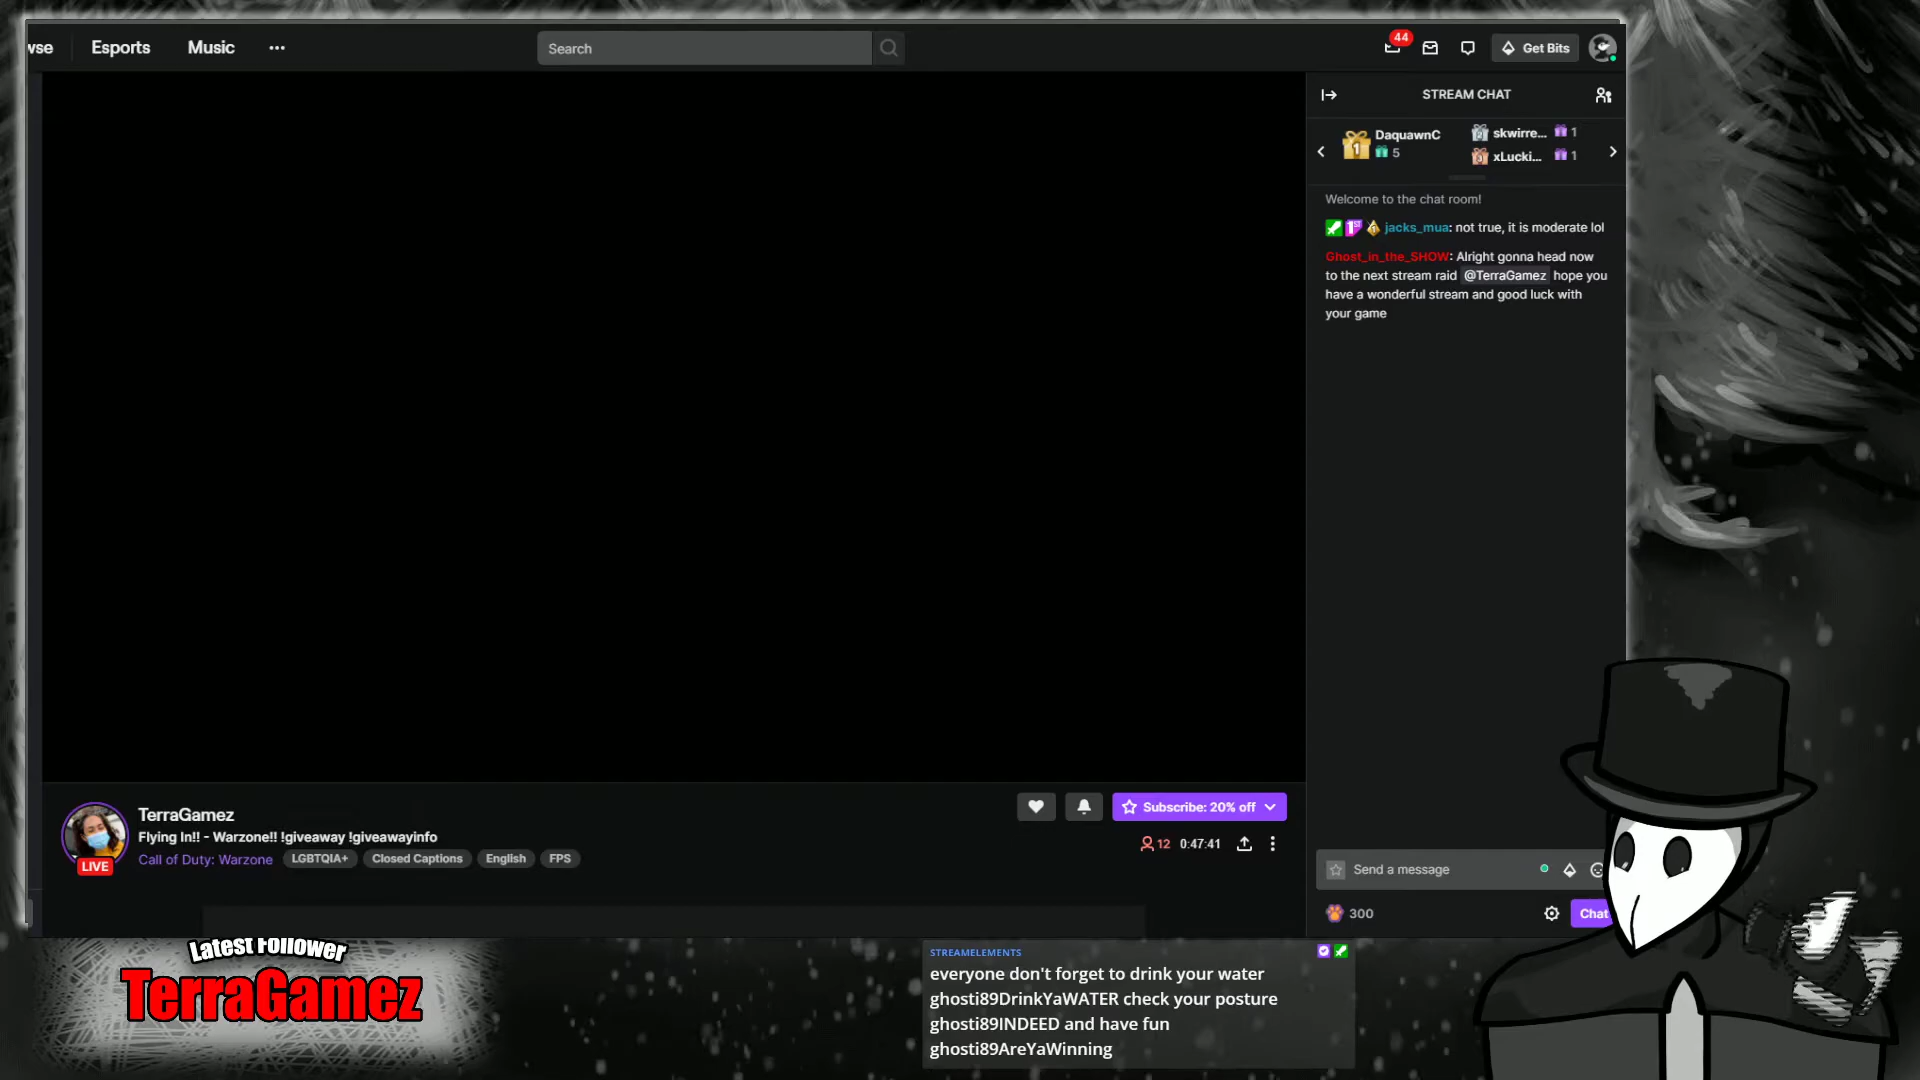 wse
Esports
Music
Search
44
Get Bits
STREAM CHAT
DaquawnC
5
skwirre...
1
xLucki...
1
Welcome to the chat room!
jacks_mua: not true, it is moderate lol
Ghost_in_the_SHOW: Alright gonna head now
to the next stream raid @TerraGamez hope you
have a wonderful stream and good luck with
your game
TerraGamez
Flying In!! - Warzone!! !giveaway !giveawayinfo
Call of Duty: Warzone
LGBTQIA+
Closed Captions
English
FPS
LIVE
Subscribe: 20% off
12
0:47:41
Send a message
300
Chat
Latest Follower
TerraGamez
STREAMELEMENTS
everyone don't forget to drink your water
ghosti89DrinkYaWATER check your posture
ghosti89INDEED and have fun
ghosti89AreYaWinning